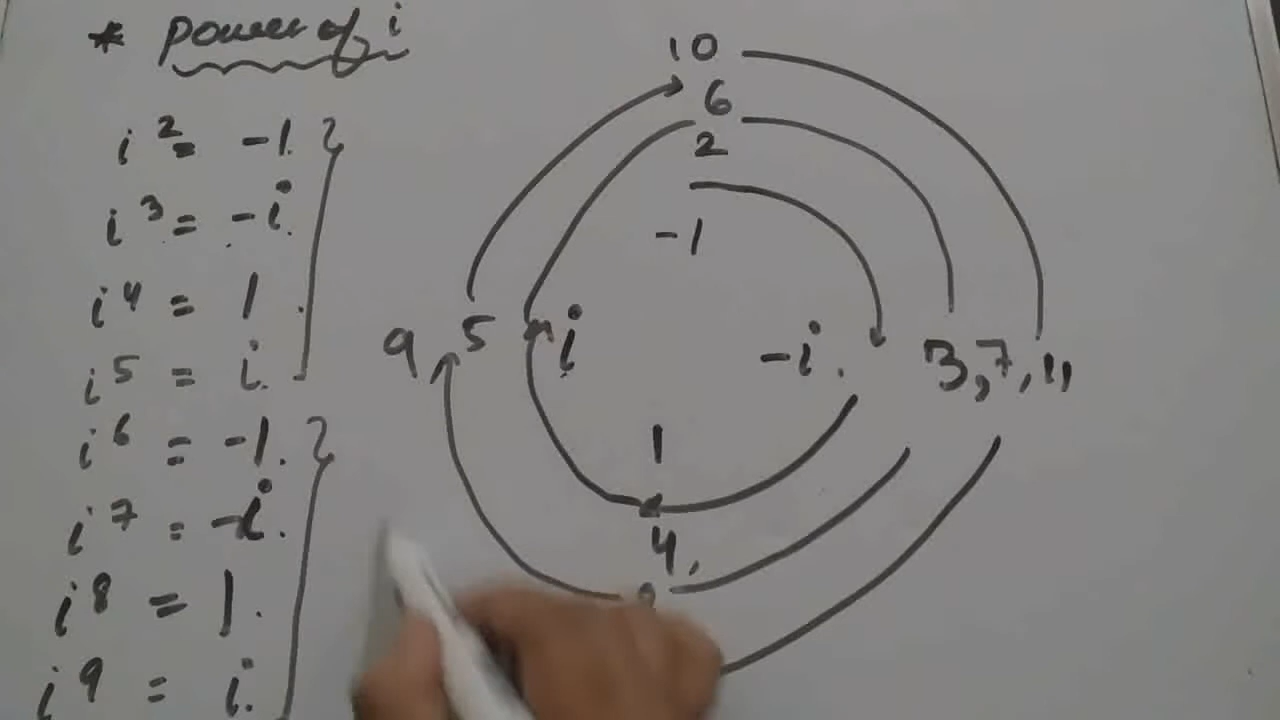 * Power of i
i² = -1.
i³ = -i.
i⁴ = 1.
i⁵ = i.
i⁶ = -1.
i⁷ = -i.
i⁸ = 1.
i⁹ = i.
10
6
2
-1
9, 5
i
-i.
3, 7, 11
1
4,